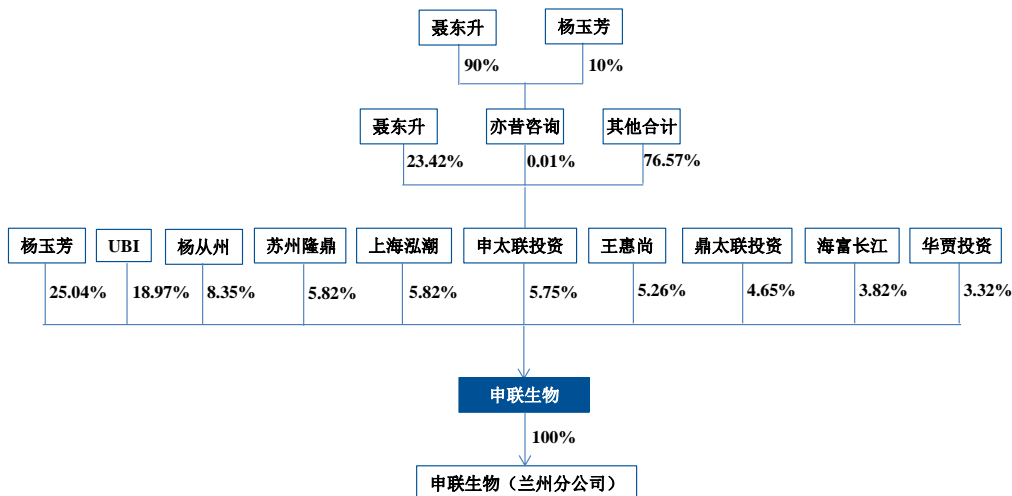 聂东升 杨玉芳
90% 10%
聂东升 亦昔咨询 其他合计
23.42% 0.01% 76.57%
杨玉芳 UBI 杨从州 苏州隆鼎 上海泓潮 申太联投资 王惠尚 鼎太联投资 海富长江 华贾投资
25.04% 18.97% 8.35% 5.82% 5.82% 5.75% 5.26% 4.65% 3.82% 3.32%
申联生物
100%
申联生物（兰州分公司）